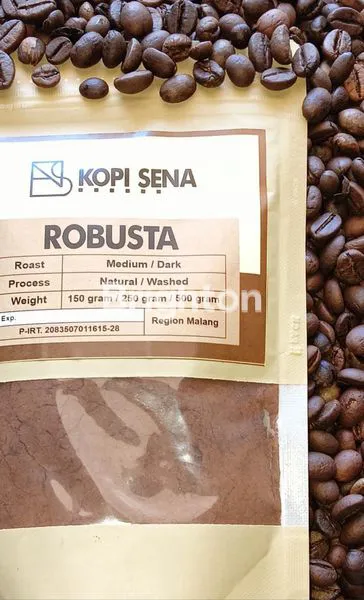 KOPI SENA
ROBUSTA
Roast Medium / Dark
Process Natural / Washed
Weight 150 gram / 250 gram / 500 gram
Exp. Region Malang
P-IRT. 2083507011615-28